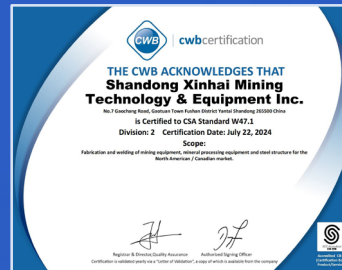 CWB
cwbcertification
THE CWB ACKNOWLEDGES THAT
Shandong Xinhai Mining
Technology & Equipment Inc.
No.7 Gaochang Road, Gaotuan Town Fushan District Yantai Shandong 265500 China
is Certified to CSA Standard W47.1
Division: 2 Certification Date: July 22, 2024
Scope:
Fabrication and welding of mining equipment, mineral processing equipment and steel structure for the
North American / Canadian market.
Registrar & Director, Quality Assurance
Authorized Signing Officer
Certification is validated yearly via a "Letter of Validation", a copy of which is available from the company